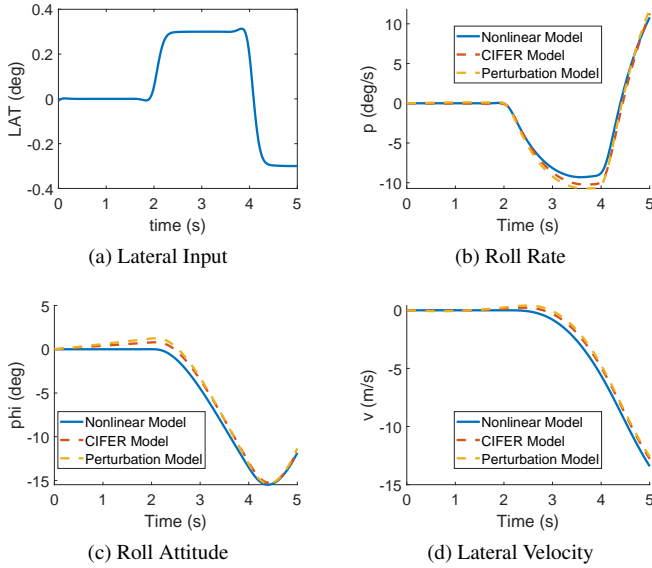 0.4
0.2
0
-0.2
-0.4
LAT (deg)
0 1 2 3 4 5
time (s)
(a) Lateral Input
10
5
0
-5
-10
p (deg/s)
Nonlinear Model
CIFER Model
Perturbation Model
0 1 2 3 4 5
Time (s)
(b) Roll Rate
5
0
-5
-10
-15
phi (deg)
Nonlinear Model
CIFER Model
Perturbation Model
0 1 2 3 4 5
Time (s)
(c) Roll Attitude
0
-5
-10
-15
v (m/s)
Nonlinear Model
CIFER Model
Perturbation Model
0 1 2 3 4 5
Time (s)
(d) Lateral Velocity